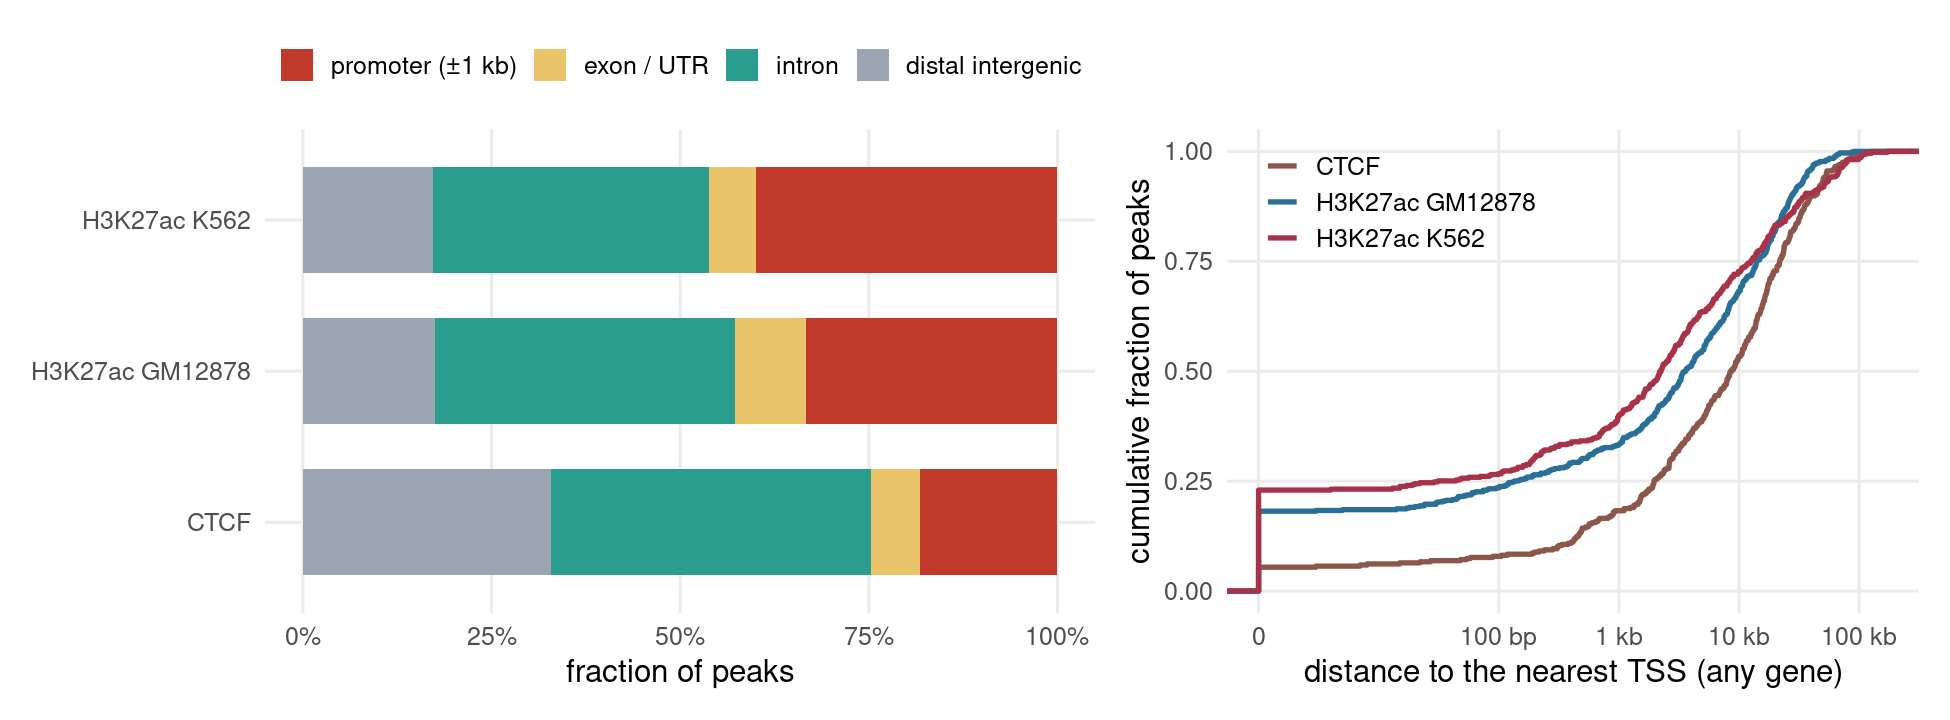 promoter (±1 kb) exon / UTR intron distal intergenic
H3K27ac K562
H3K27ac GM12878
CTCF
0% 25% 50% 75% 100%
fraction of peaks
cumulative fraction of peaks
1.00
0.75
0.50
0.25
0.00
CTCF
H3K27ac GM12878
H3K27ac K562
0 100 bp 1 kb 10 kb 100 kb
distance to the nearest TSS (any gene)